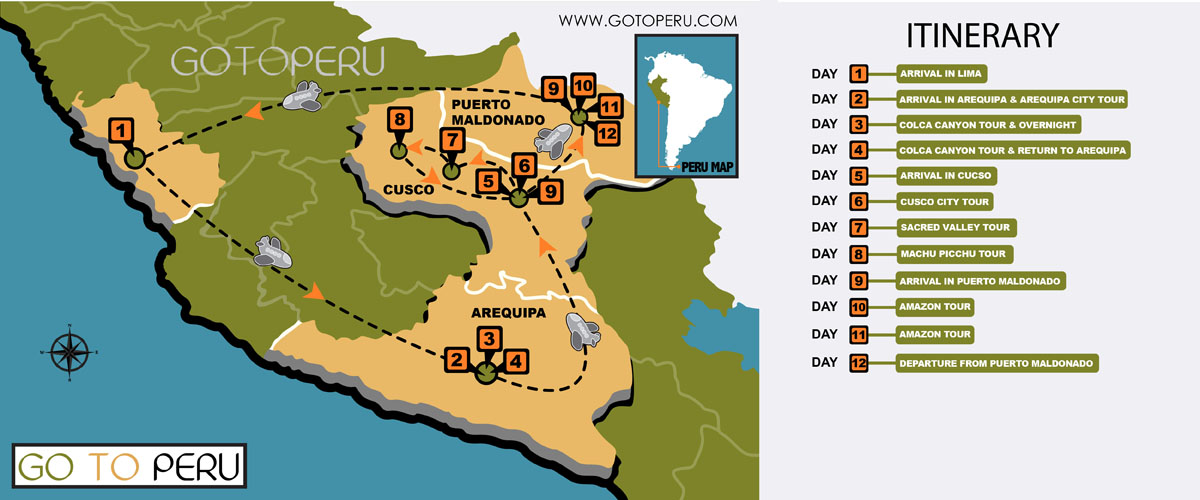 WWW.GOTOPERU.COM
GOTOPERU
PERU MAP
1
8
7
6
5
9
9
10
11
12
PUERTO
MALDONADO
CUSCO
AREQUIPA
2
3
4
GO TO PERU
ITINERARY
DAY 1 ARRIVAL IN LIMA
DAY 2 ARRIVAL IN AREQUIPA & AREQUIPA CITY TOUR
DAY 3 COLCA CANYON TOUR & OVERNIGHT
DAY 4 COLCA CANYON TOUR & RETURN TO AREQUIPA
DAY 5 ARRIVAL IN CUCSO
DAY 6 CUSCO CITY TOUR
DAY 7 SACRED VALLEY TOUR
DAY 8 MACHU PICCHU TOUR
DAY 9 ARRIVAL IN PUERTO MALDONADO
DAY 10 AMAZON TOUR
DAY 11 AMAZON TOUR
DAY 12 DEPARTURE FROM PUERTO MALDONADO